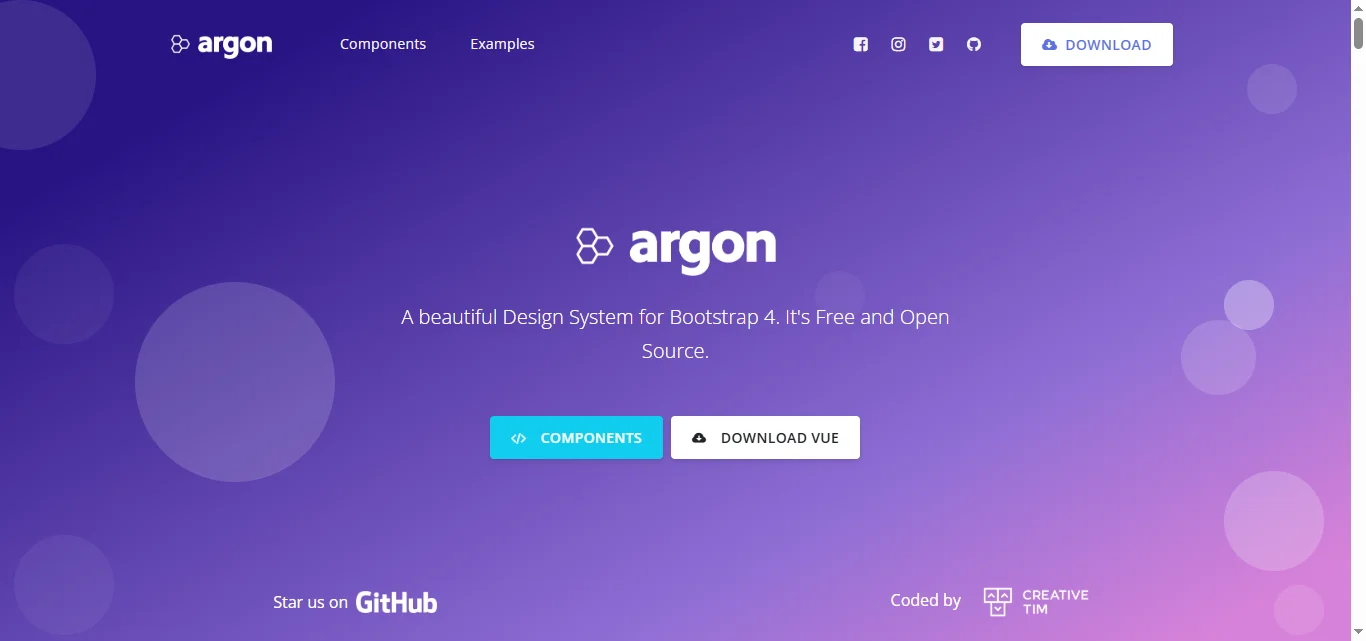 argon
Components
Examples
DOWNLOAD
argon
A beautiful Design System for Bootstrap 4. It's Free and Open
Source.
COMPONENTS
DOWNLOAD VUE
Star us on GitHub
Coded by
CREATIVE
TIM